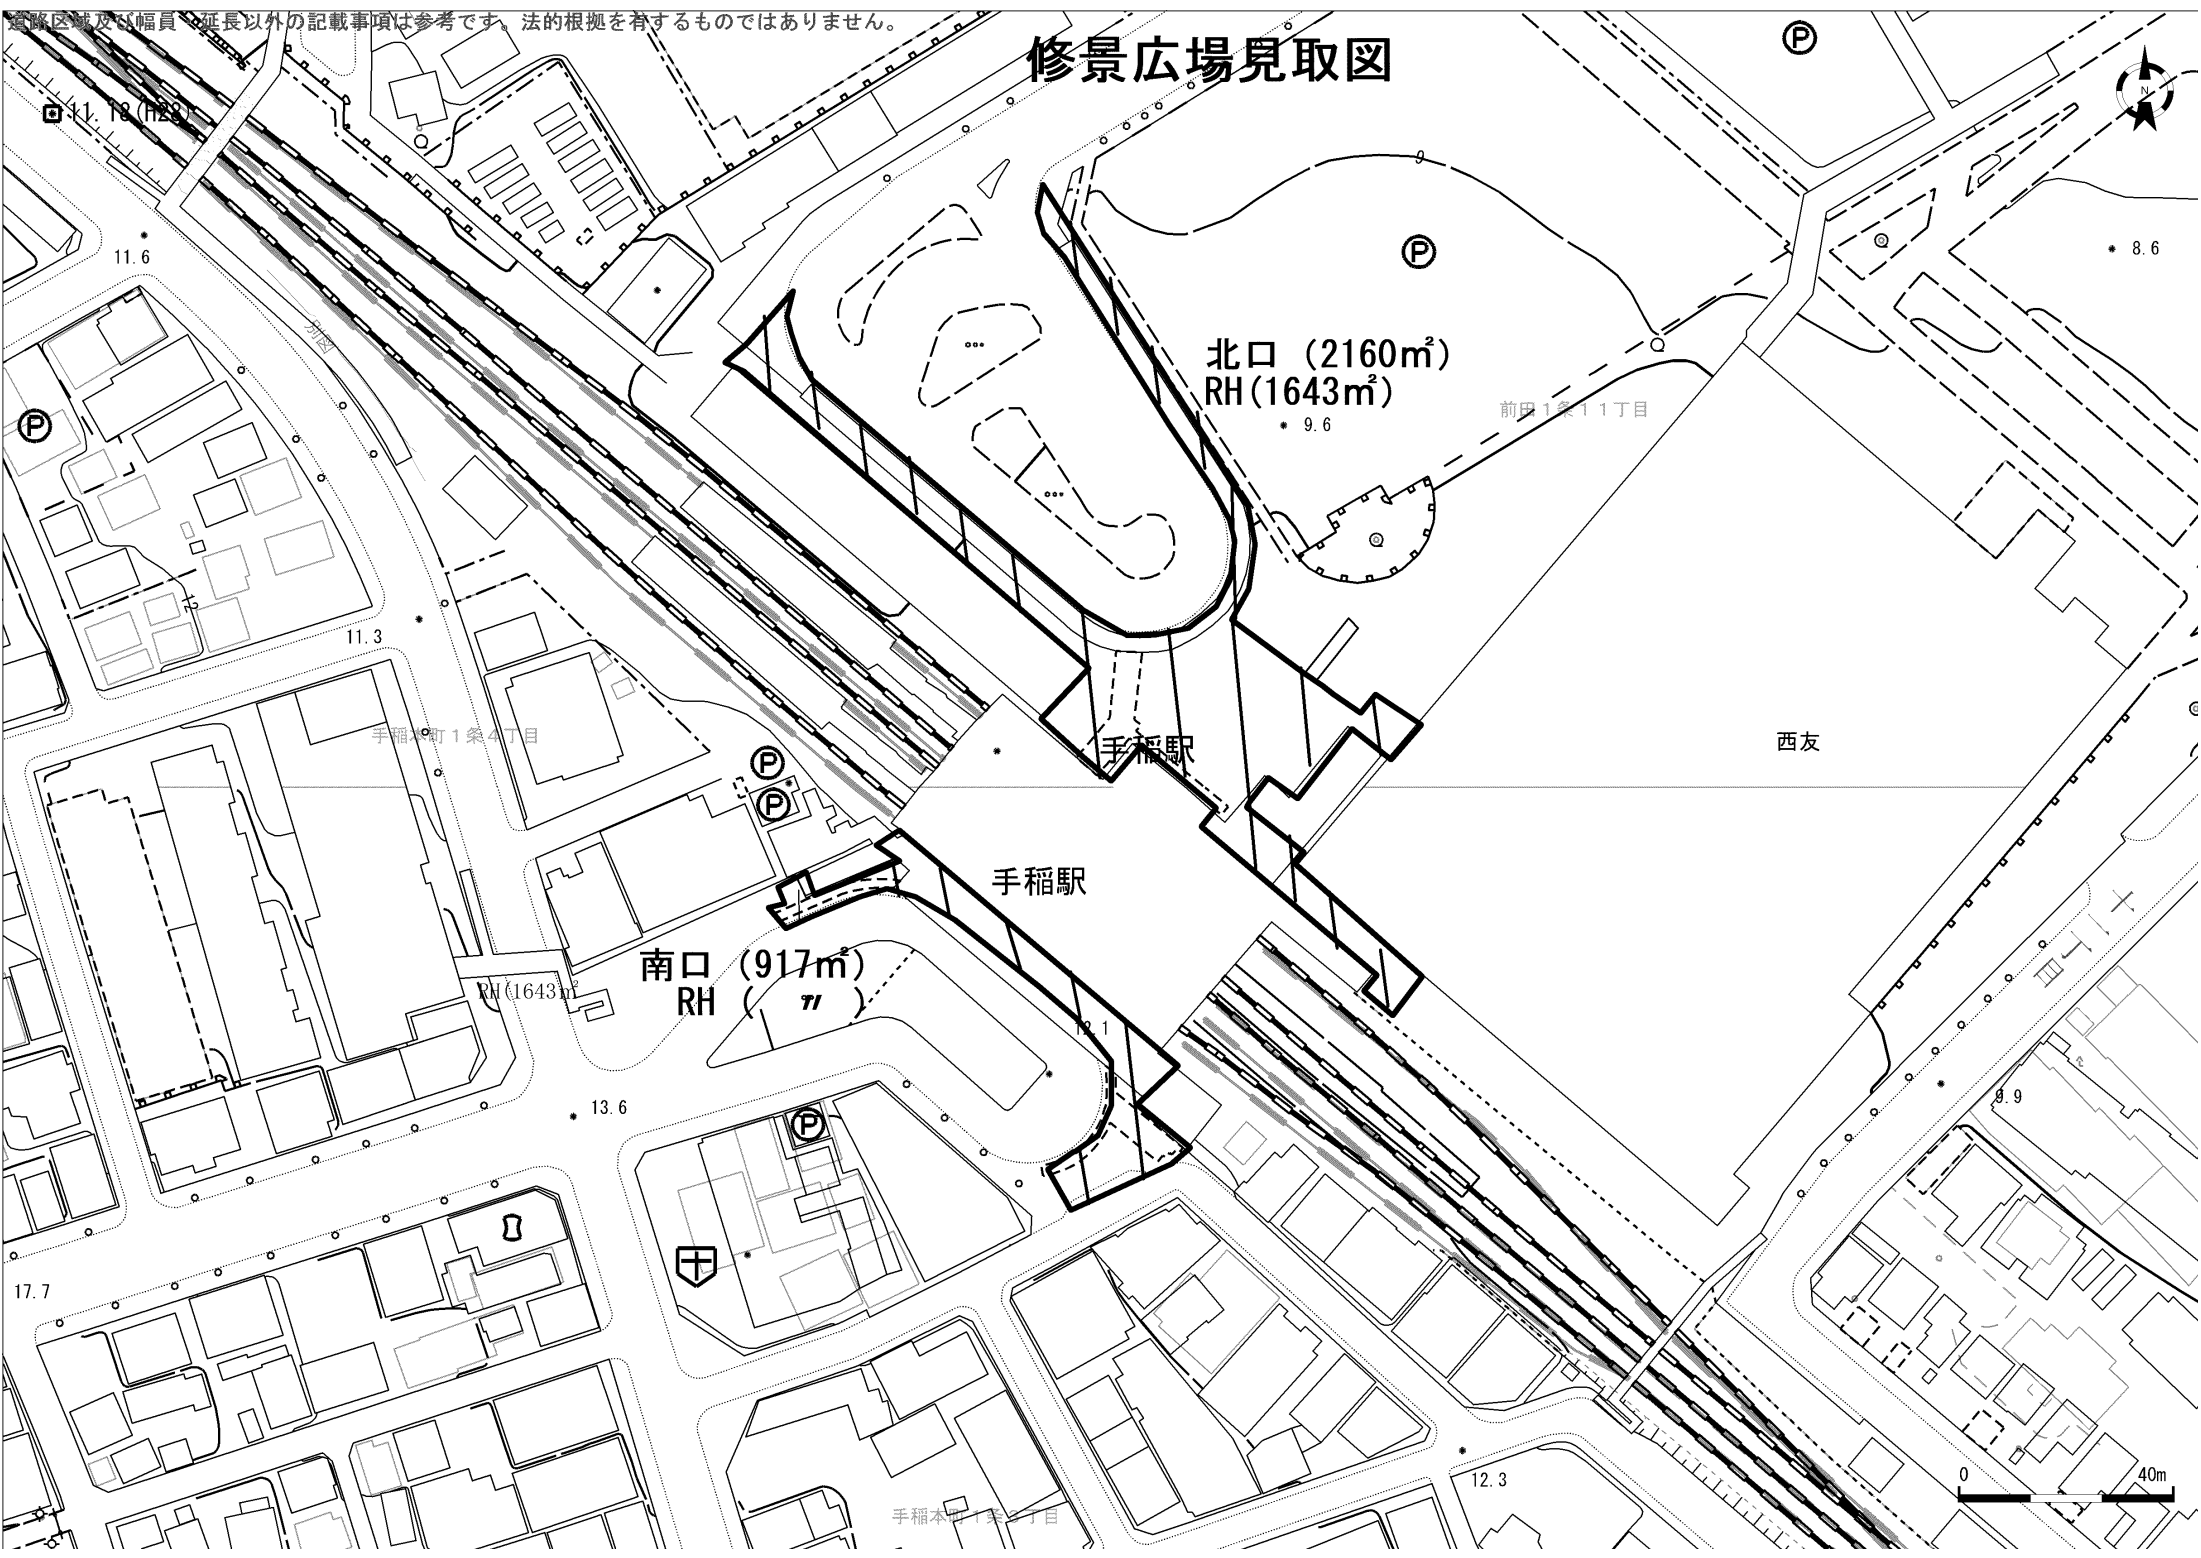 道路区域及び幅員・延長以外の記載事項は参考です。法的根拠を有するものではありません。
修景広場見取図
N
11.18(H28)
P
P
8.6
11.6
別図
9
北口 (2160㎡)
RH(1643㎡)
9.6
前田1条11丁目
P
12
11.3
手稲本町1条4丁目
手稲駅
西友
P
P
手稲駅
南口 (917㎡)
RH ( 〃 )
RH(1643㎡
12.1
13.6
9.9
P
17.7
12.3
0 40m
手稲本町1条3丁目